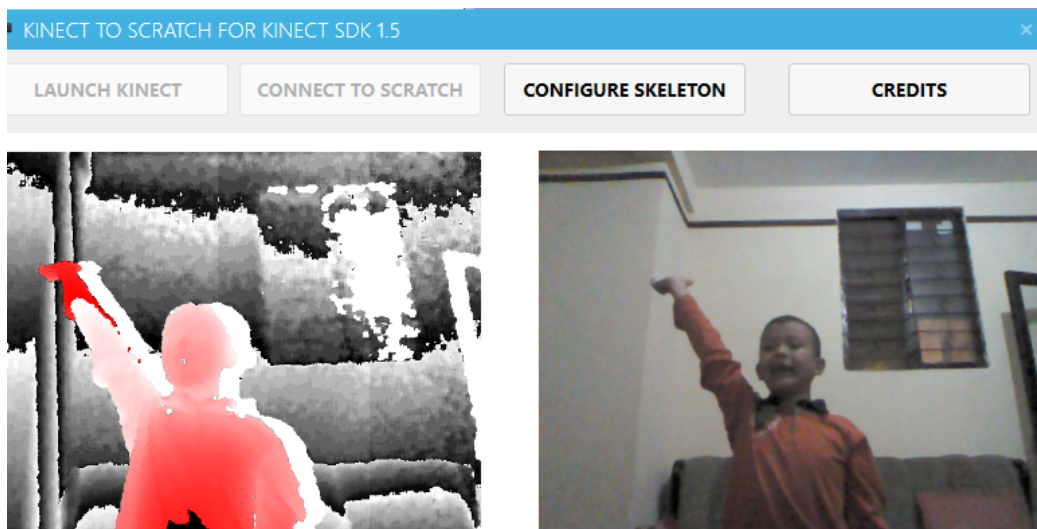 KINECT TO SCRATCH FOR KINECT SDK 1.5
LAUNCH KINECT
CONNECT TO SCRATCH
CONFIGURE SKELETON
CREDITS